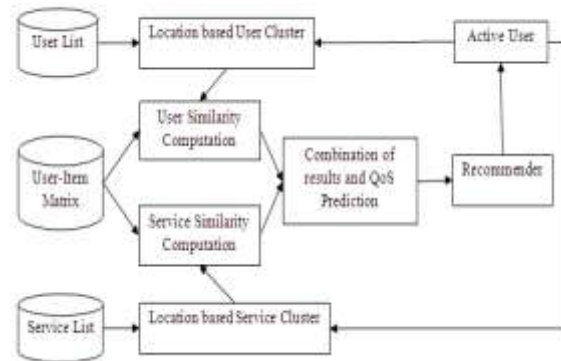 User List
Location based User Cluster
Active User
User Similarity
Computation
User-Item
Matrix
Combination of
results and QoS
Prediction
Recommender
Service Similarity
Computation
Service List
Location based Service Cluster